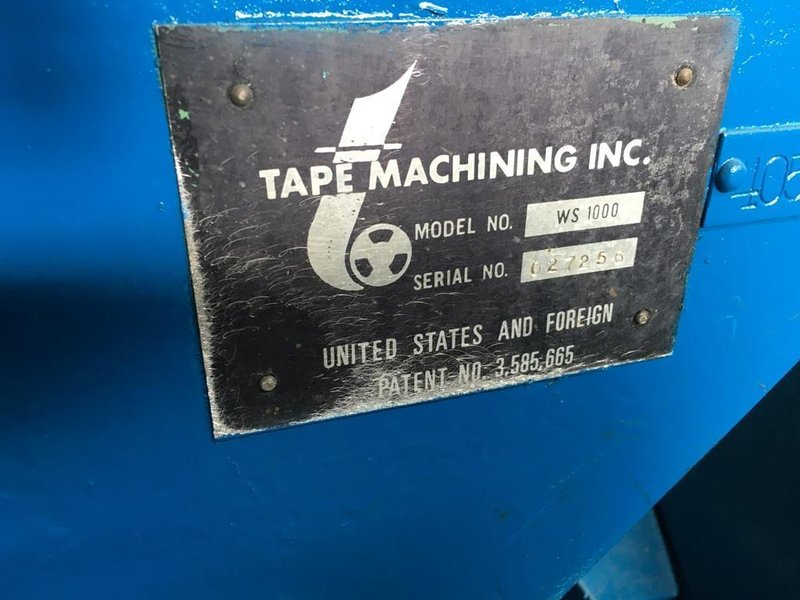 TAPE MACHINING INC.
MODEL NO. WS 1000
SERIAL NO. 027256
UNITED STATES AND FOREIGN
PATENT NO. 3,585,665